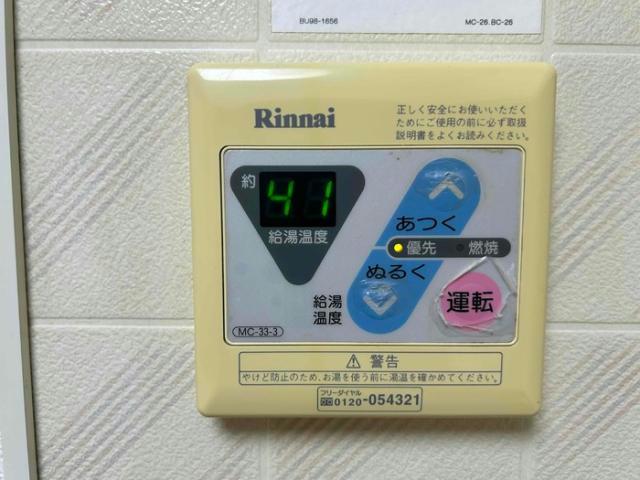 BU98-1656
MC-26.BC-26
Rinnai
正しく安全にお使いいただく
ためにご使用の前に必ず取扱
説明書をよくお読みください。
約
41
給湯温度
あつく
優先
燃焼
ぬるく
給湯
温度
運転
MC-33-3
⚠警告
やけど防止のため、お湯を使う前に湯温を確かめてください。
フリーダイヤル
0120-054321